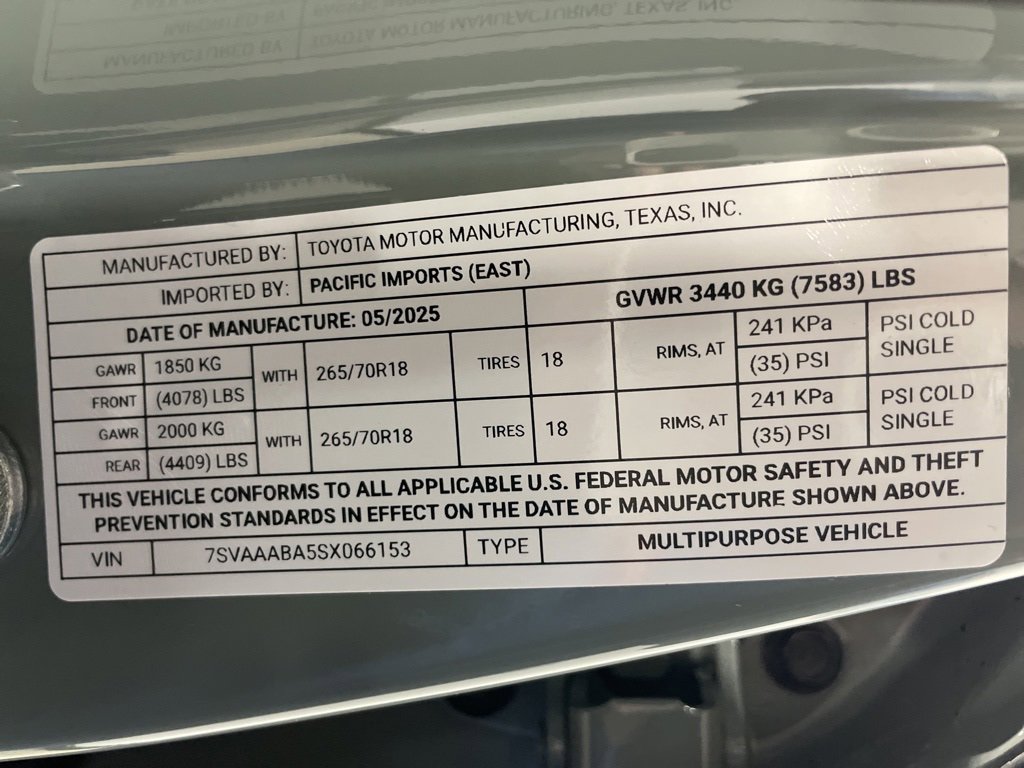 MANUFACTURED BY: TOYOTA MOTOR MANUFACTURING, TEXAS, INC.
IMPORTED BY: PACIFIC IMPORTS (EAST)
DATE OF MANUFACTURE: 05/2025 GVWR 3440 KG (7583) LBS
GAWR FRONT 1850 KG (4078) LBS WITH 265/70R18 TIRES 18 RIMS, AT 241 KPa (35) PSI PSI COLD SINGLE
GAWR REAR 2000 KG (4409) LBS WITH 265/70R18 TIRES 18 RIMS, AT 241 KPa (35) PSI PSI COLD SINGLE
THIS VEHICLE CONFORMS TO ALL APPLICABLE U.S. FEDERAL MOTOR SAFETY AND THEFT
PREVENTION STANDARDS IN EFFECT ON THE DATE OF MANUFACTURE SHOWN ABOVE.
VIN 7SVAAABA5SX066153 TYPE MULTIPURPOSE VEHICLE